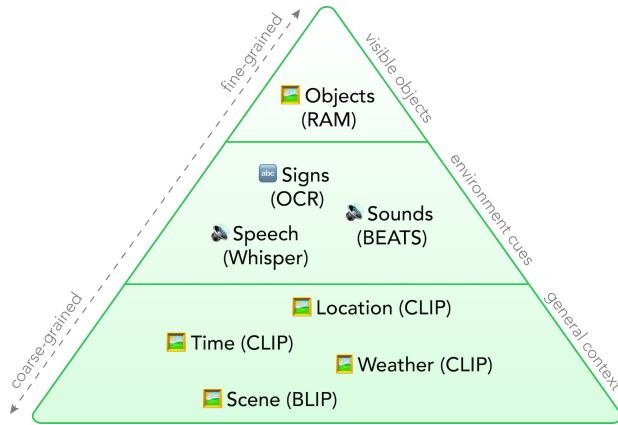 fine-grained
visible objects
Objects
(RAM)
abc Signs
(OCR)
environment cues
Sounds
(BEATS)
Speech
(Whisper)
coarse-grained
general context
Location (CLIP)
Time (CLIP)
Weather (CLIP)
Scene (BLIP)